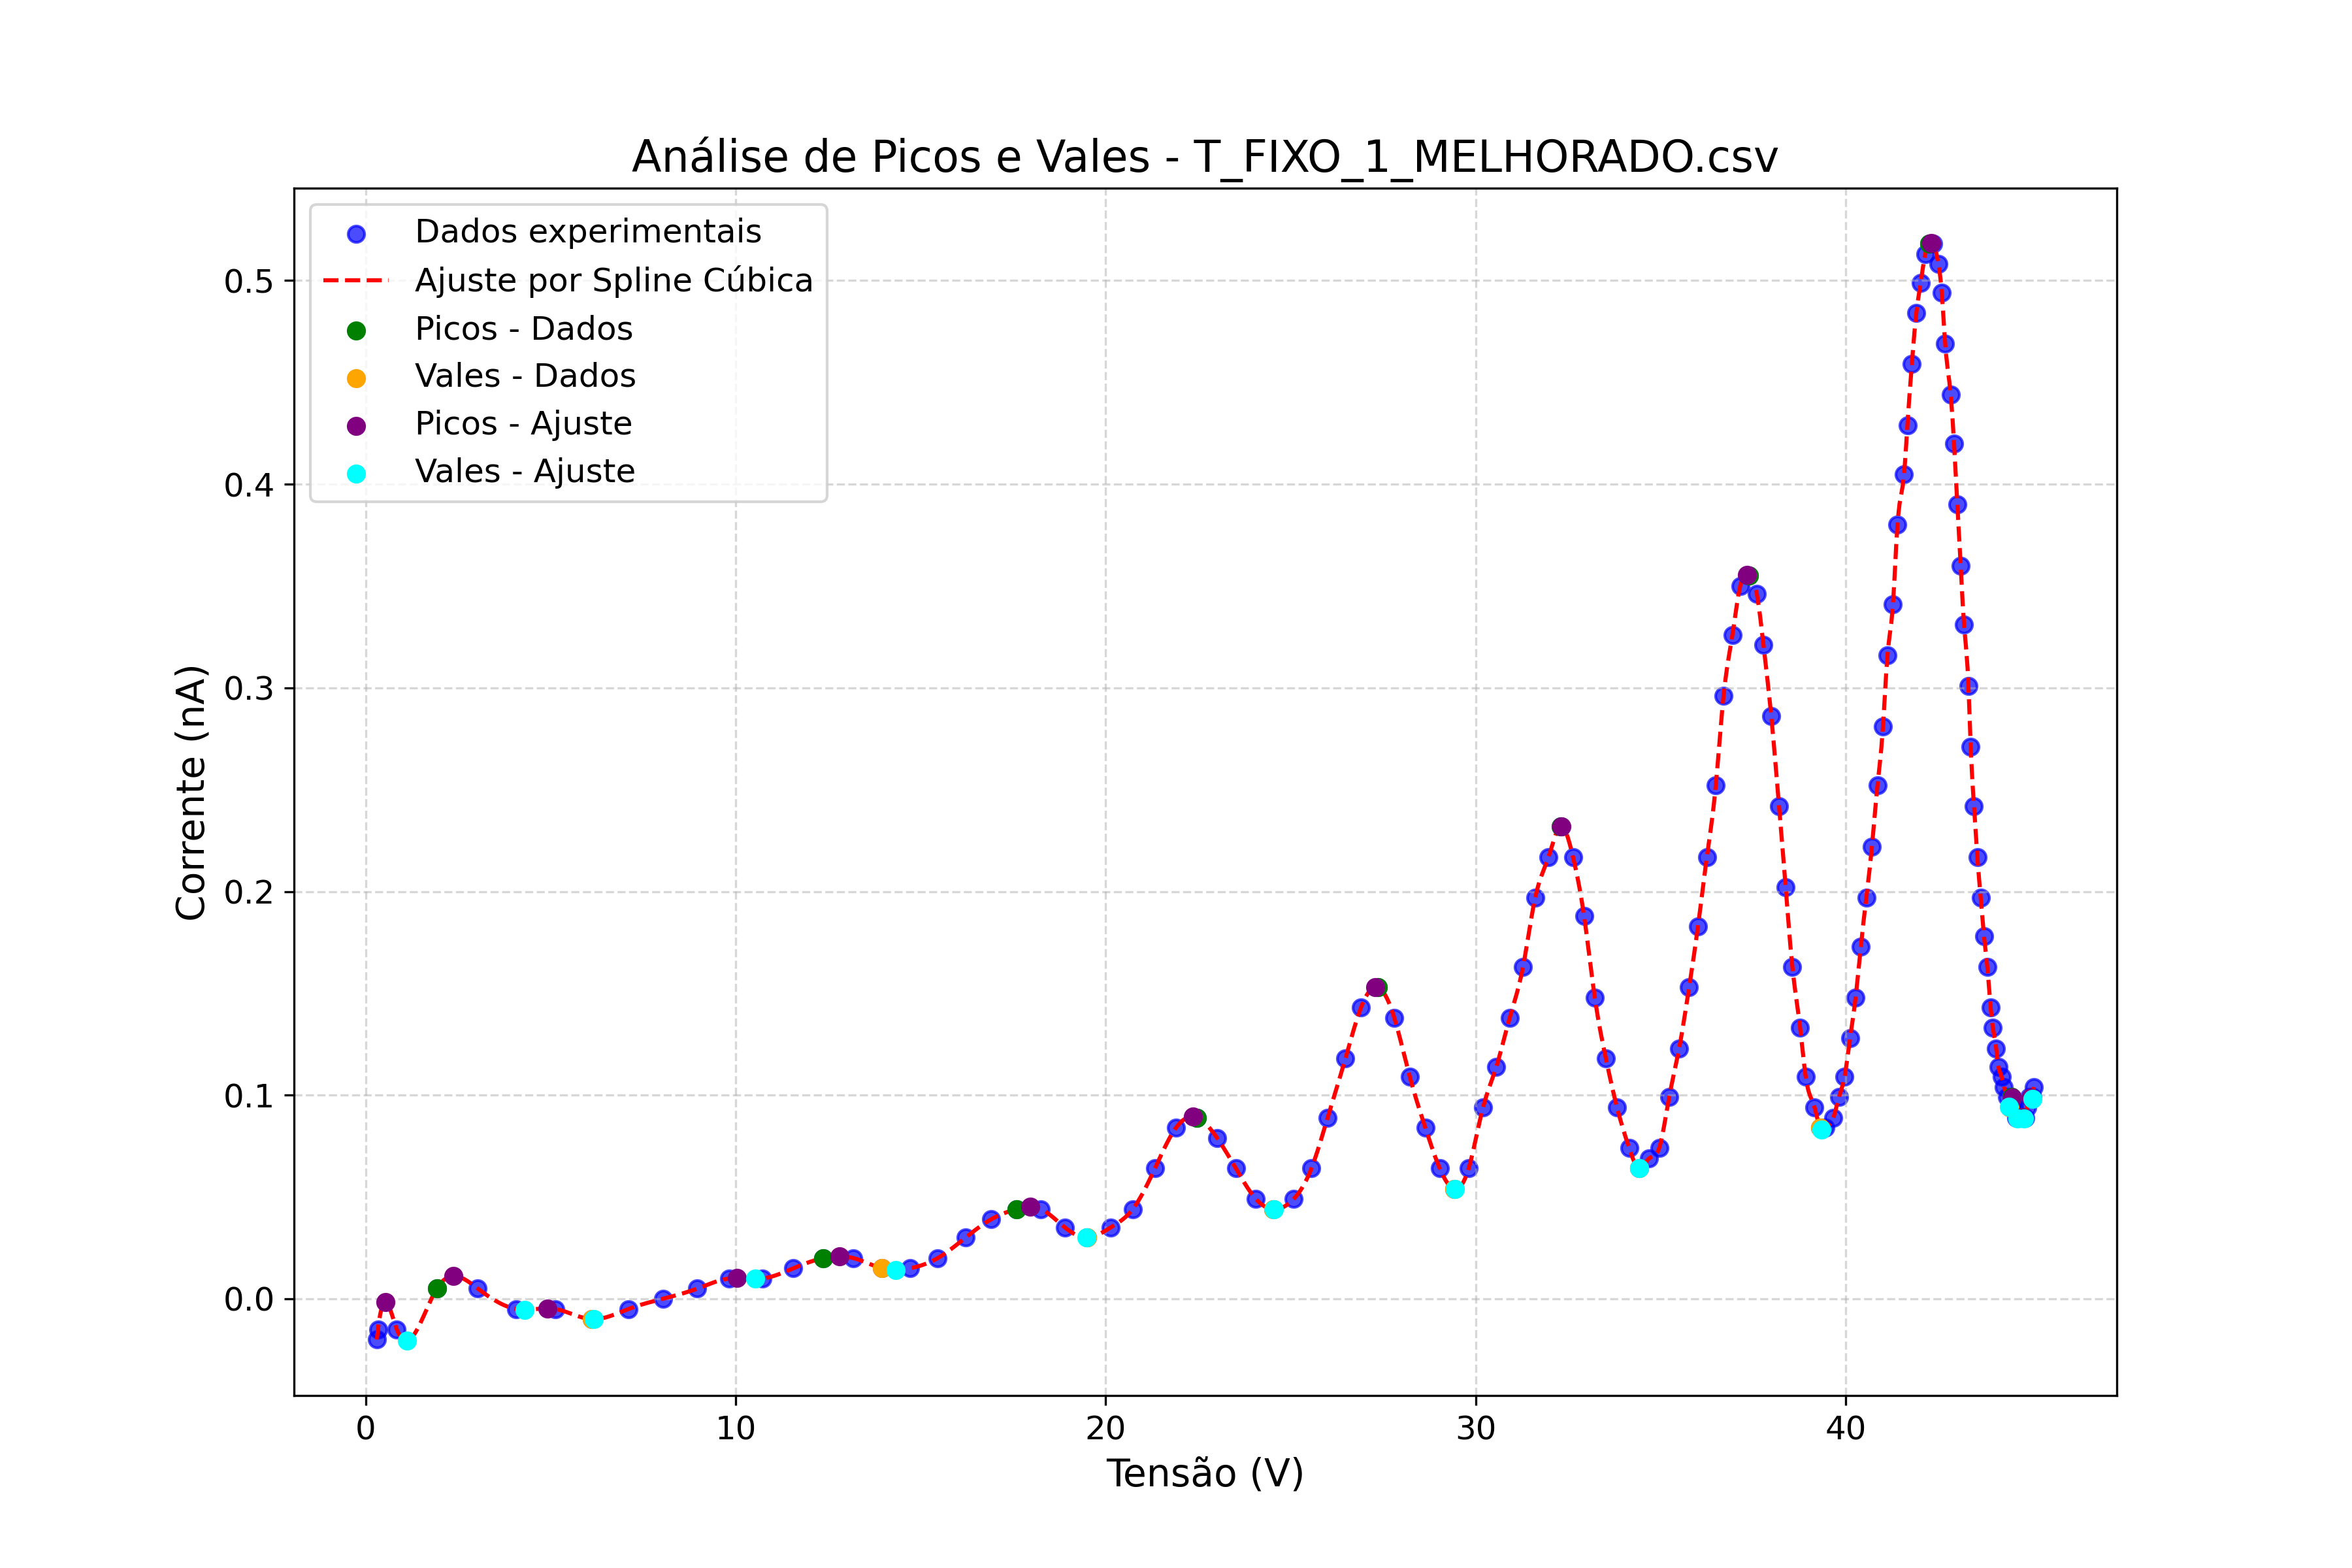 Análise de Picos e Vales - T_FIXO_1_MELHORADO.csv
Dados experimentais
Ajuste por Spline Cúbica
Picos - Dados
Vales - Dados
Picos - Ajuste
Vales - Ajuste
0.5
0.4
0.3
0.2
0.1
0.0
Corrente (nA)
0 10 20 30 40
Tensão (V)